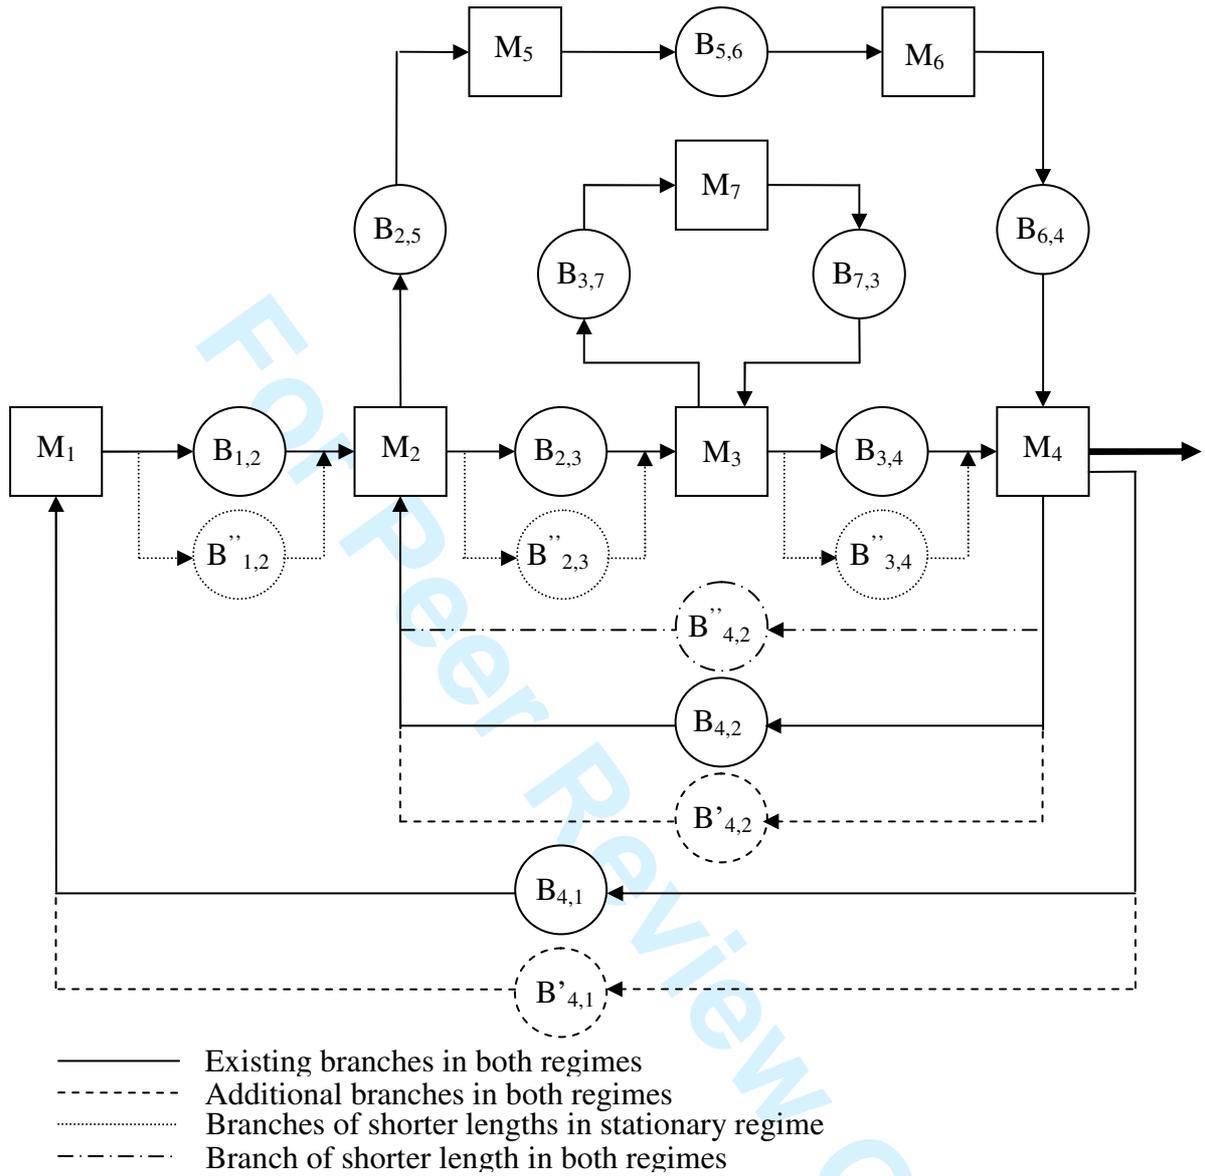 M5 B5,6 M6
M7
B2,5 B6,4
B3,7 B7,3
M1 B1,2 M2 B2,3 M3 B3,4 M4
B’’1,2 B’’2,3 B’’3,4
B’’4,2
B4,2
B’4,2
B4,1
B’4,1
For Peer Review O
Existing branches in both regimes
Additional branches in both regimes
Branches of shorter lengths in stationary regime
Branch of shorter length in both regimes